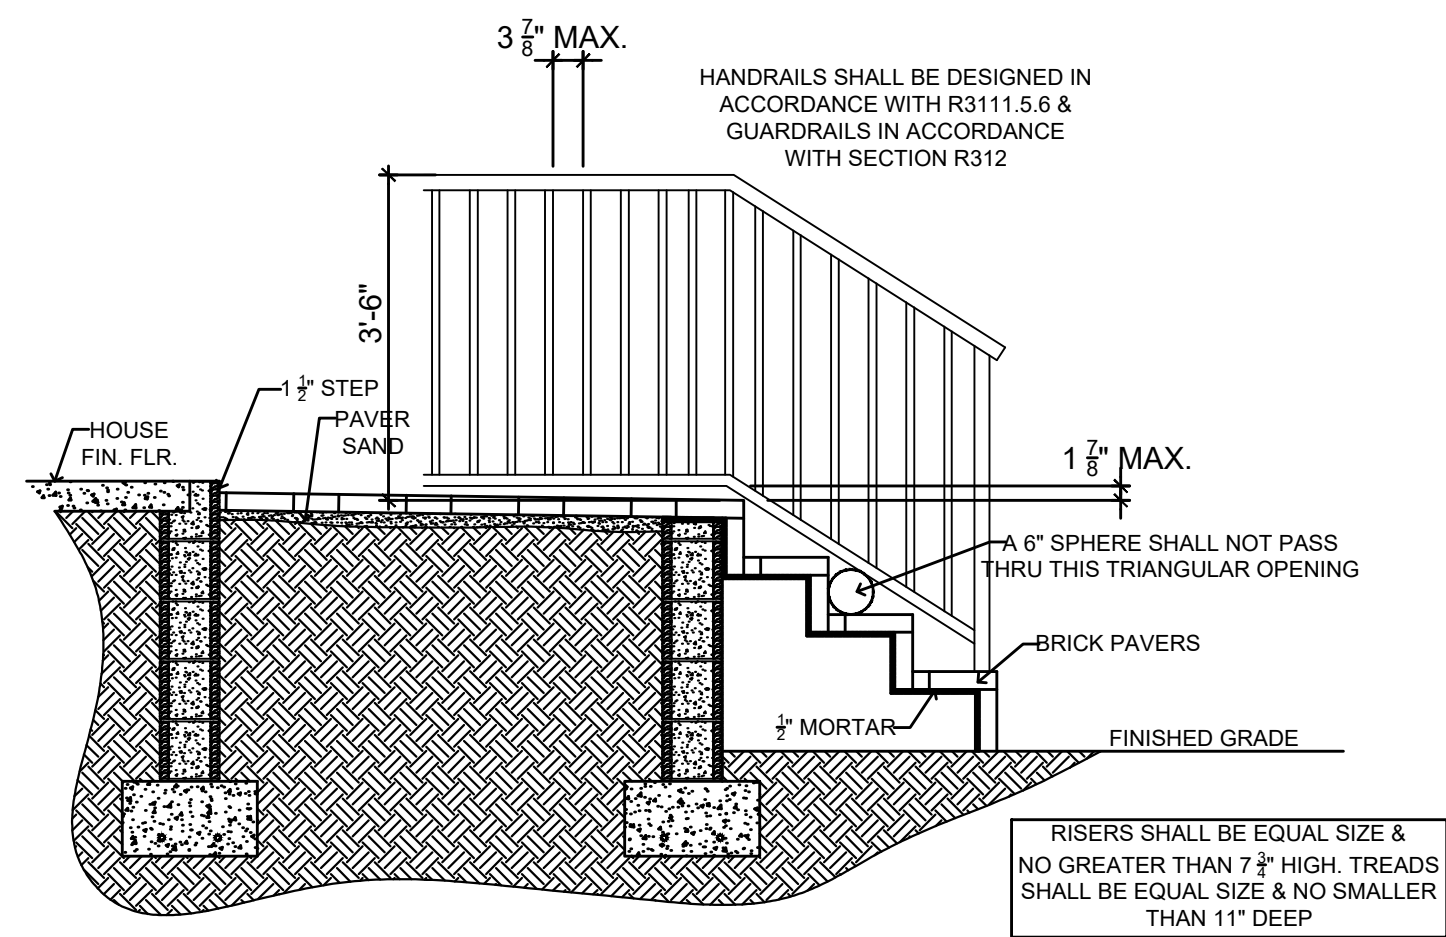 3 7/8" MAX.
HANDRAILS SHALL BE DESIGNED IN
ACCORDANCE WITH R3111.5.6 &
GUARDRAILS IN ACCORDANCE
WITH SECTION R312
3'-6"
1 1/2" STEP
PAVER
SAND
HOUSE
FIN. FLR.
1 7/8" MAX.
A 6" SPHERE SHALL NOT PASS
THRU THIS TRIANGULAR OPENING
BRICK PAVERS
1/2" MORTAR
FINISHED GRADE
RISERS SHALL BE EQUAL SIZE &
NO GREATER THAN 7 3/4" HIGH. TREADS
SHALL BE EQUAL SIZE & NO SMALLER
THAN 11" DEEP